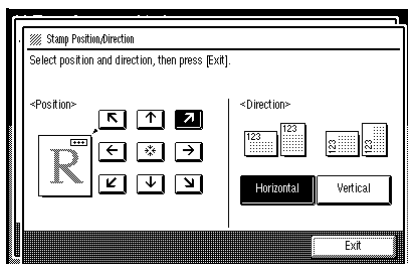 Stamp Position/Direction
Select position and direction, then press [Exit].
<Position>
<Direction>
R
123
123
123
123
Horizontal
Vertical
Exit